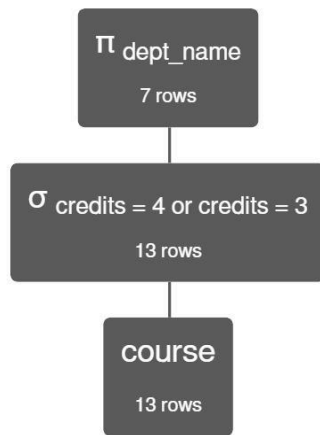 π dept_name
7 rows
σ credits = 4 or credits = 3
13 rows
course
13 rows